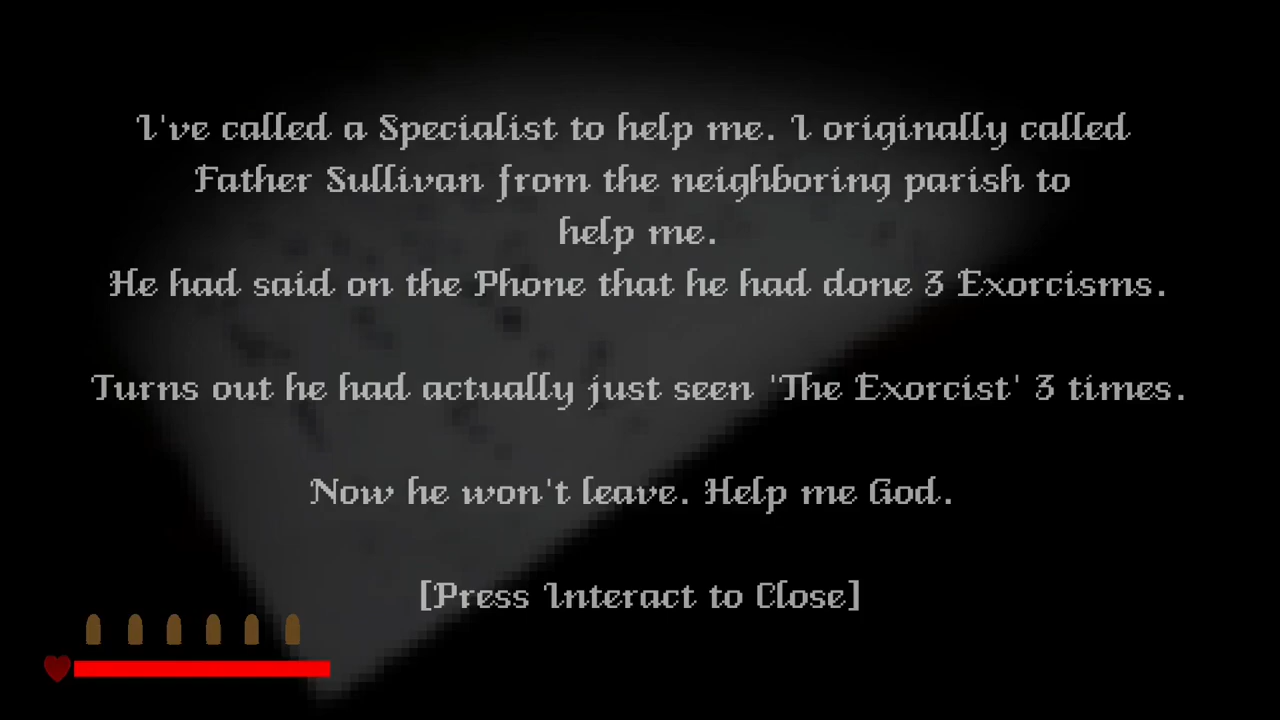 I've called a Specialist to help me. I originally called
Father Sullivan from the neighboring parish to
help me.
He had said on the Phone that he had done 3 Exorcisms.
Turns out he had actually just seen 'The Exorcist' 3 times.
Now he won't leave. Help me God.
[Press Interact to Close]